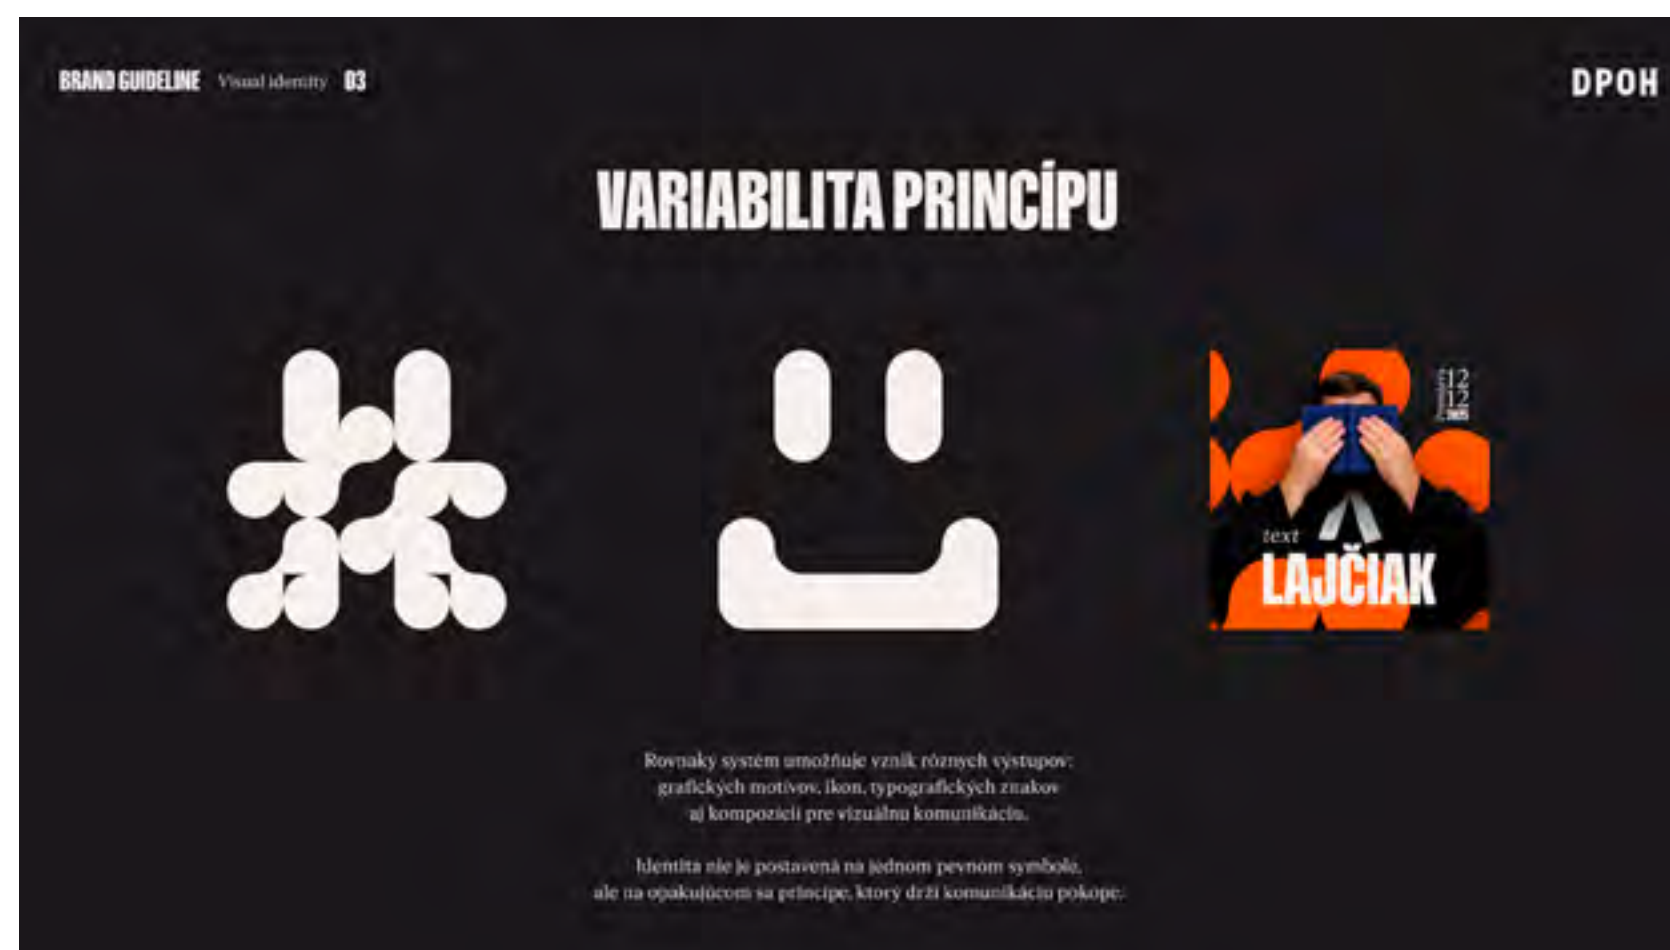 BRAND GUIDELINE Visual identity 03
DPOH
VARIABILITA PRINCÍPU
12
12
text
LAJČIAK
Rovnaký systém umožňuje vznik rôznych výstupov:
grafických motívov, ikon, typografických znakov
aj kompozícií pre vizuálnu komunikáciu.
Identita nie je postavená na jednom pevnom symbole,
ale na opakujúcom sa princípe, ktorý drží komunikáciu pokope.